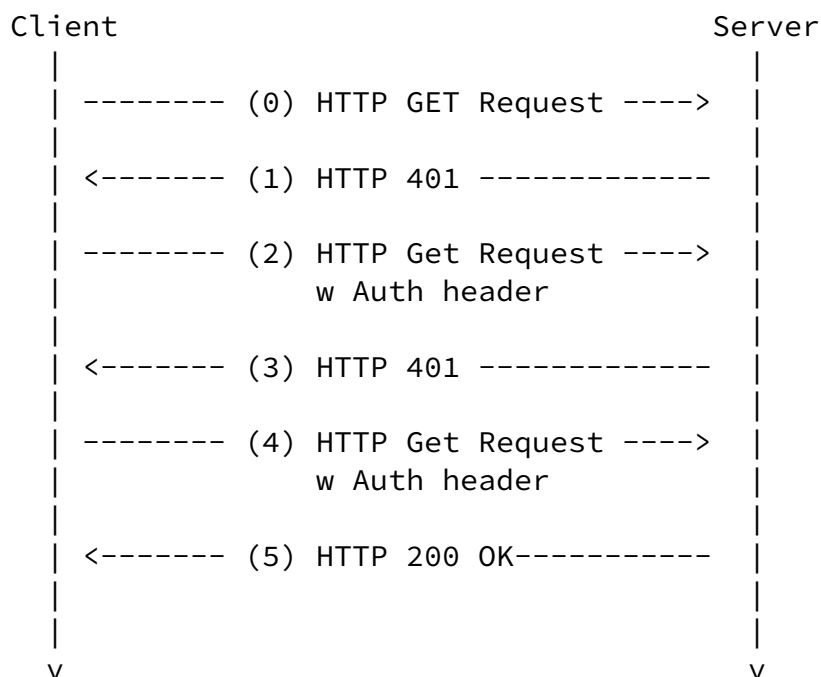 Client Server
| |
| -------- (0) HTTP GET Request ----> |
| |
| <------- (1) HTTP 401 ------------- |
| |
| -------- (2) HTTP Get Request ----> |
| w Auth header |
| |
| <------- (3) HTTP 401 ------------- |
| |
| -------- (4) HTTP Get Request ----> |
| w Auth header |
| |
| <------- (5) HTTP 200 OK----------- |
| |
| |
v v